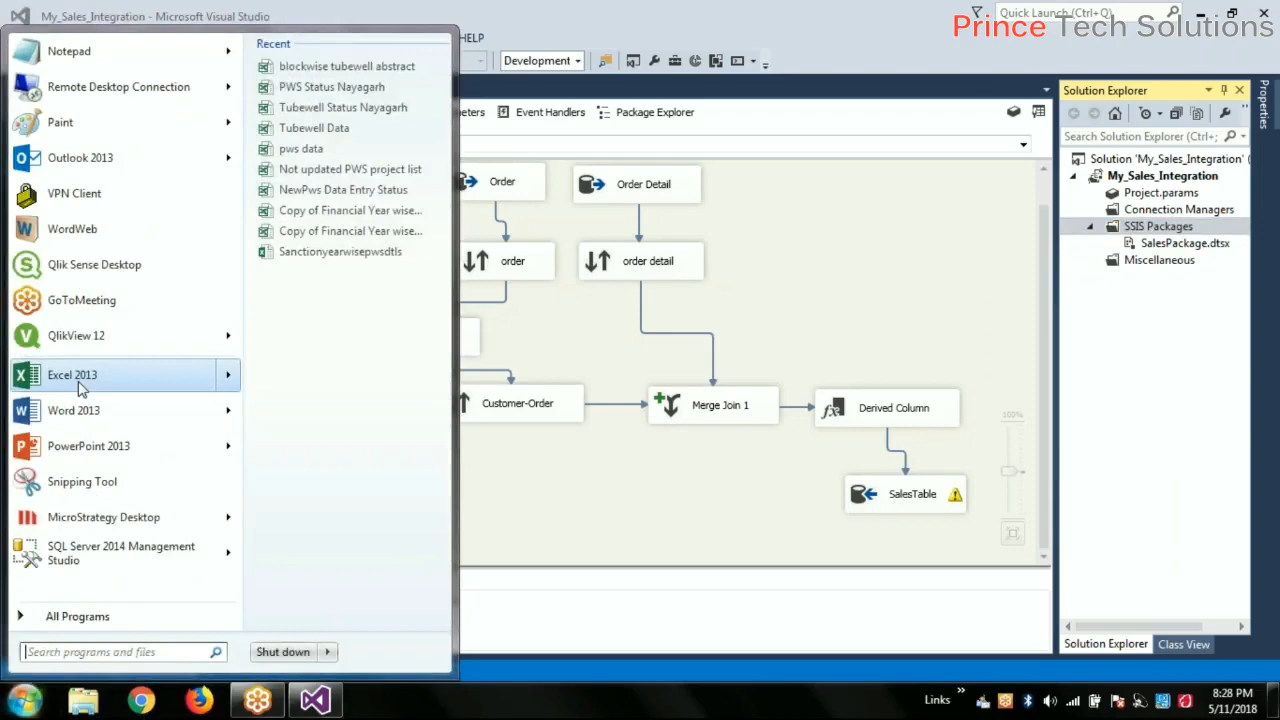 My_Sales_Integration - Microsoft Visual Studio
Quick Launch (Ctrl+Q)
Prince Tech Solutions
HELP
Development
Notepad
Remote Desktop Connection
Paint
Outlook 2013
VPN Client
WordWeb
Qlik Sense Desktop
GoToMeeting
QlikView 12
Excel 2013
Word 2013
PowerPoint 2013
Snipping Tool
MicroStrategy Desktop
SQL Server 2014 Management
Studio
All Programs
Search programs and files
Shut down
Recent
blockwise tubewell abstract
PWS Status Nayagarh
Tubewell Status Nayagarh
Tubewell Data
pws data
Not updated PWS project list
NewPws Data Entry Status
Copy of Financial Year wise...
Copy of Financial Year wise...
Sanctionyearwisepwsdtls
meters
Event Handlers
Package Explorer
Order
Order Detail
order
order detail
Customer-Order
Merge Join 1
Derived Column
SalesTable
100%
Solution Explorer
Search Solution Explorer (Ctrl+;
Solution 'My_Sales_Integration' (
My_Sales_Integration
Project.params
Connection Managers
SSIS Packages
SalesPackage.dtsx
Miscellaneous
Solution Explorer
Class View
Properties
Links
8:28 PM
5/11/2018